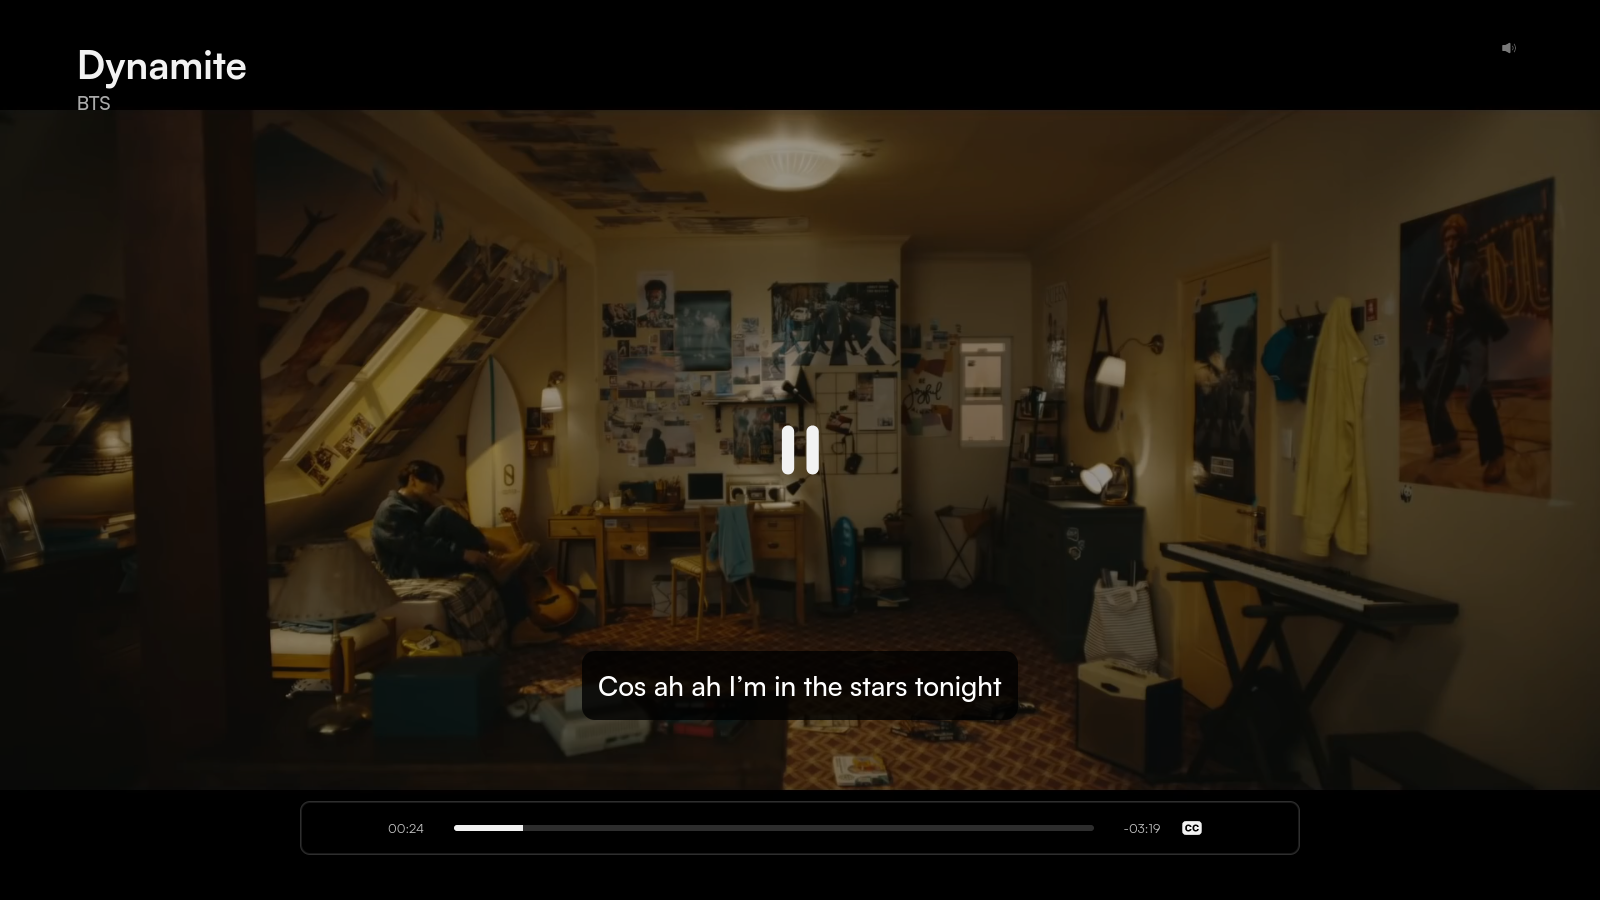 Dynamite
BTS
Cos ah ah I’m in the stars tonight
00:24
-03:19
CC